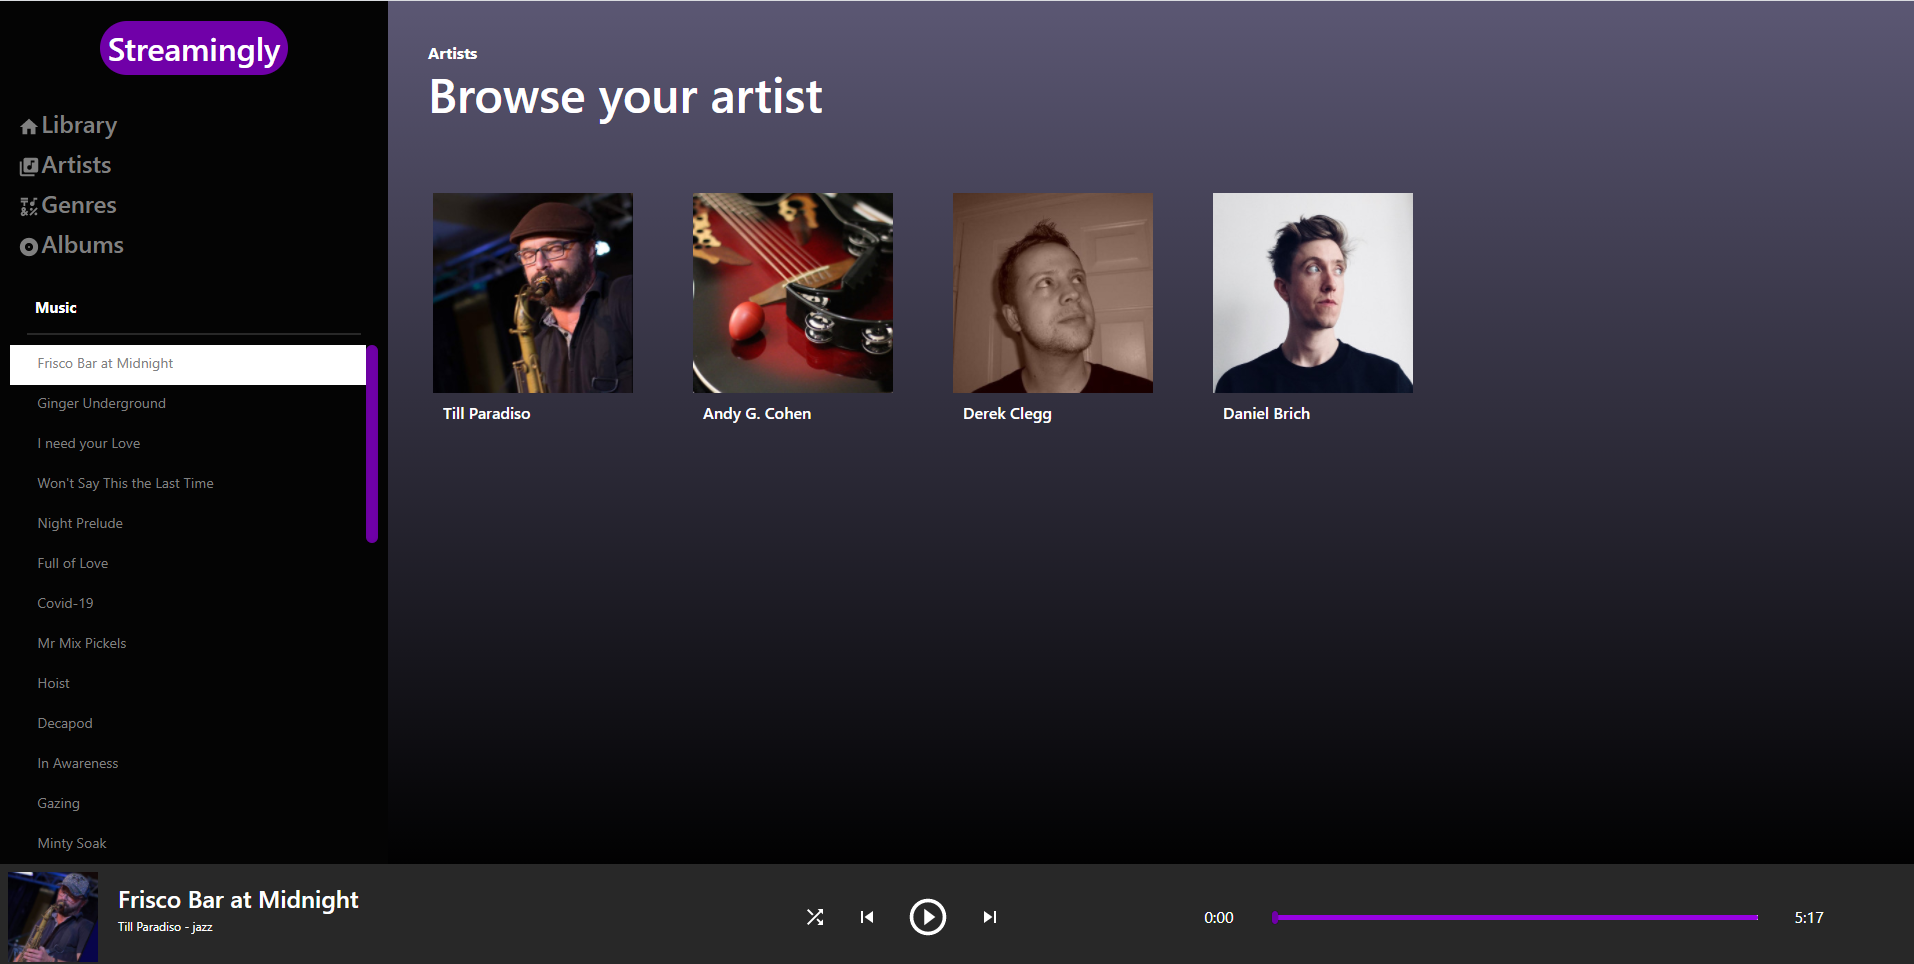 Streamingly
Library
Artists
Genres
Albums
Music
Frisco Bar at Midnight
Ginger Underground
I need your Love
Won't Say This the Last Time
Night Prelude
Full of Love
Covid-19
Mr Mix Pickels
Hoist
Decapod
In Awareness
Gazing
Minty Soak
Artists
Browse your artist
Till Paradiso
Andy G. Cohen
Derek Clegg
Daniel Brich
Frisco Bar at Midnight
Till Paradiso - jazz
0:00
5:17